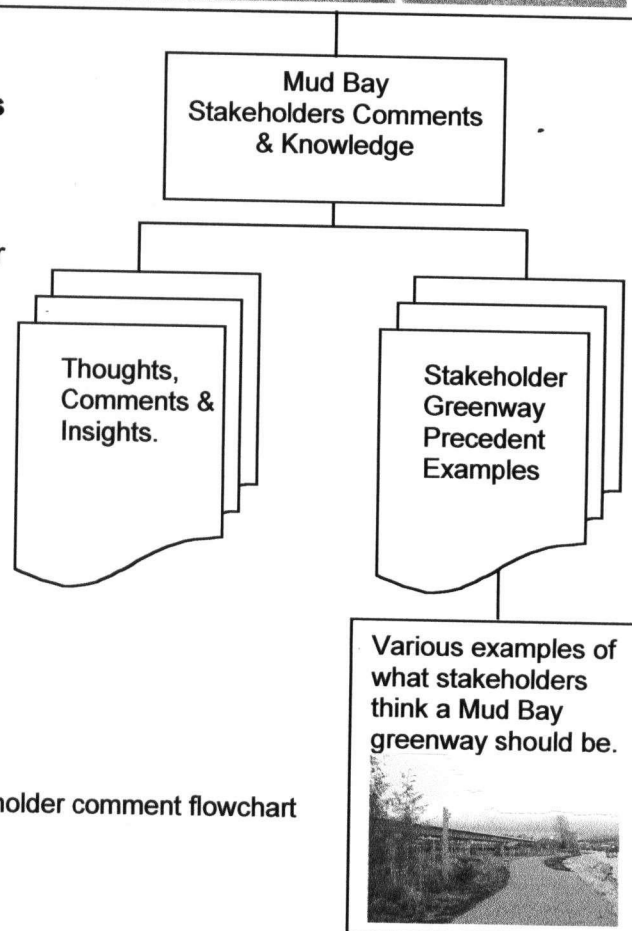 Mud Bay
Stakeholders Comments
& Knowledge
Thoughts,
Comments &
Insights.
Stakeholder
Greenway
Precedent
Examples
Various examples of
what stakeholders
think a Mud Bay
greenway should be.
comment flowchart